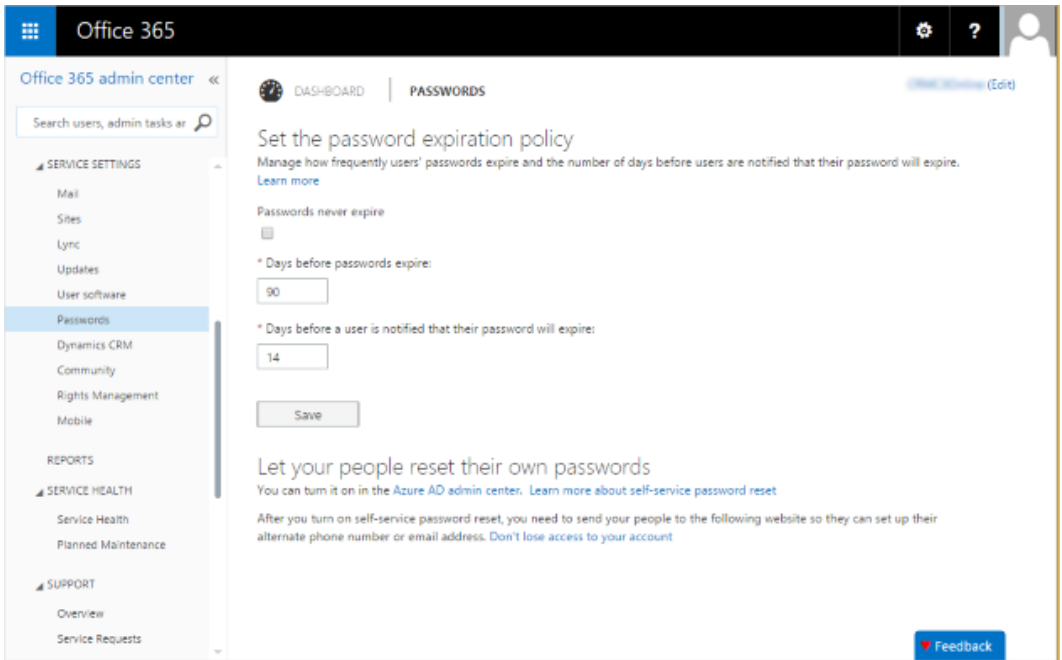 Office 365
?
Office 365 admin center «
Search users, admin tasks ar
SERVICE SETTINGS
Mail
Sites
Lync
Updates
User software
Passwords
Dynamics CRM
Community
Rights Management
Mobile
REPORTS
SERVICE HEALTH
Service Health
Planned Maintenance
SUPPORT
Overview
Service Requests
DASHBOARD
PASSWORDS
(Edit)
Set the password expiration policy
Manage how frequently users' passwords expire and the number of days before users are notified that their password will expire.
Learn more
Passwords never expire
* Days before passwords expire:
90
* Days before a user is notified that their password will expire:
14
Save
Let your people reset their own passwords
You can turn it on in the Azure AD admin center. Learn more about self-service password reset
After you turn on self-service password reset, you need to send your people to the following website so they can set up their
alternate phone number or email address. Don't lose access to your account
Feedback